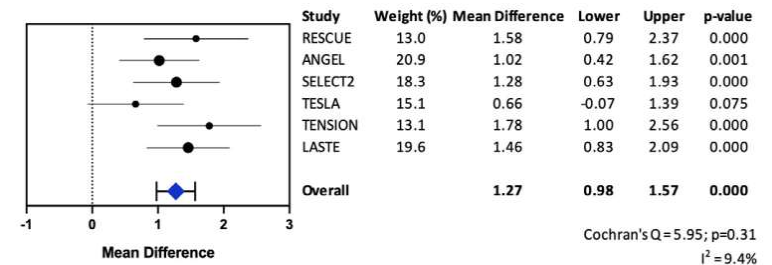 Study Weight (%) Mean Difference Lower Upper p-value
RESCUE 13.0 1.58 0.79 2.37 0.000
ANGEL 20.9 1.02 0.42 1.62 0.001
SELECT2 18.3 1.28 0.63 1.93 0.000
TESLA 15.1 0.66 -0.07 1.39 0.075
TENSION 13.1 1.78 1.00 2.56 0.000
LASTE 19.6 1.46 0.83 2.09 0.000
Overall 1.27 0.98 1.57 0.000
-1 0 1 2 3
Mean Difference
Cochran's Q = 5.95; p=0.31
I² = 9.4%